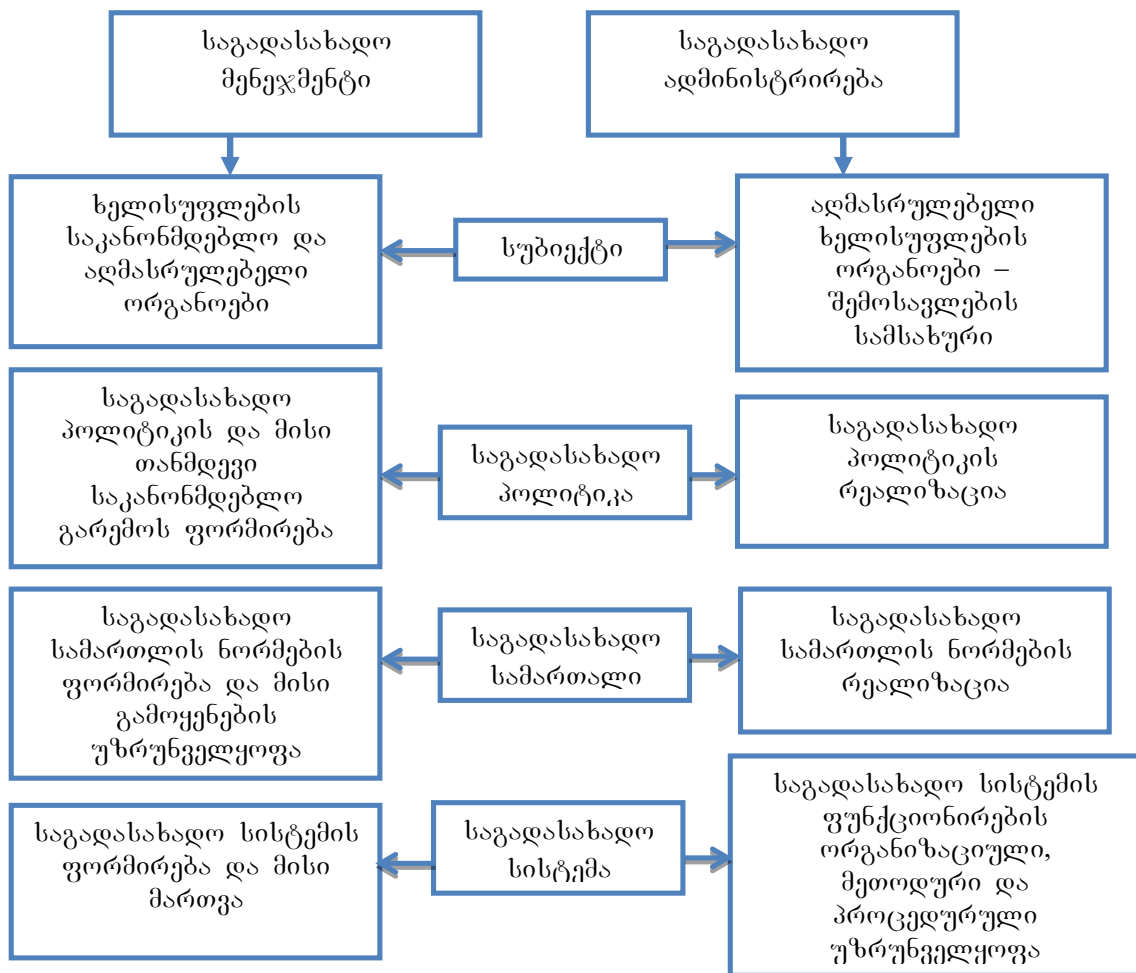 საგადასახადო
მენეჯმენტი
საგადასახადო
ადმინისტრირება
ხელისუფლების
საკანონმდებლო და
აღმასრულებელი
ორგანოები
სუბიექტი
აღმასრულებელი
ხელისუფლების
ორგანოები –
შემოსავლების
სამსახური
საგადასახადო
პოლიტიკის და მისი
თანმდევი
საკანონმდებლო
გარემოს ფორმირება
საგადასახადო
პოლიტიკა
საგადასახადო
პოლიტიკის
რეალიზაცია
საგადასახადო
სამართლის ნორმების
ფორმირება და მისი
გამოყენების
უზრუნველყოფა
საგადასახადო
სამართალი
საგადასახადო
სამართლის ნორმების
რეალიზაცია
საგადასახადო სისტემის
ფორმირება და მისი
მართვა
საგადასახადო
სისტემა
საგადასახადო სისტემის
ფუნქციონირების
ორგანიზაციული,
მეთოდური და
პროცედურული
უზრუნველყოფა